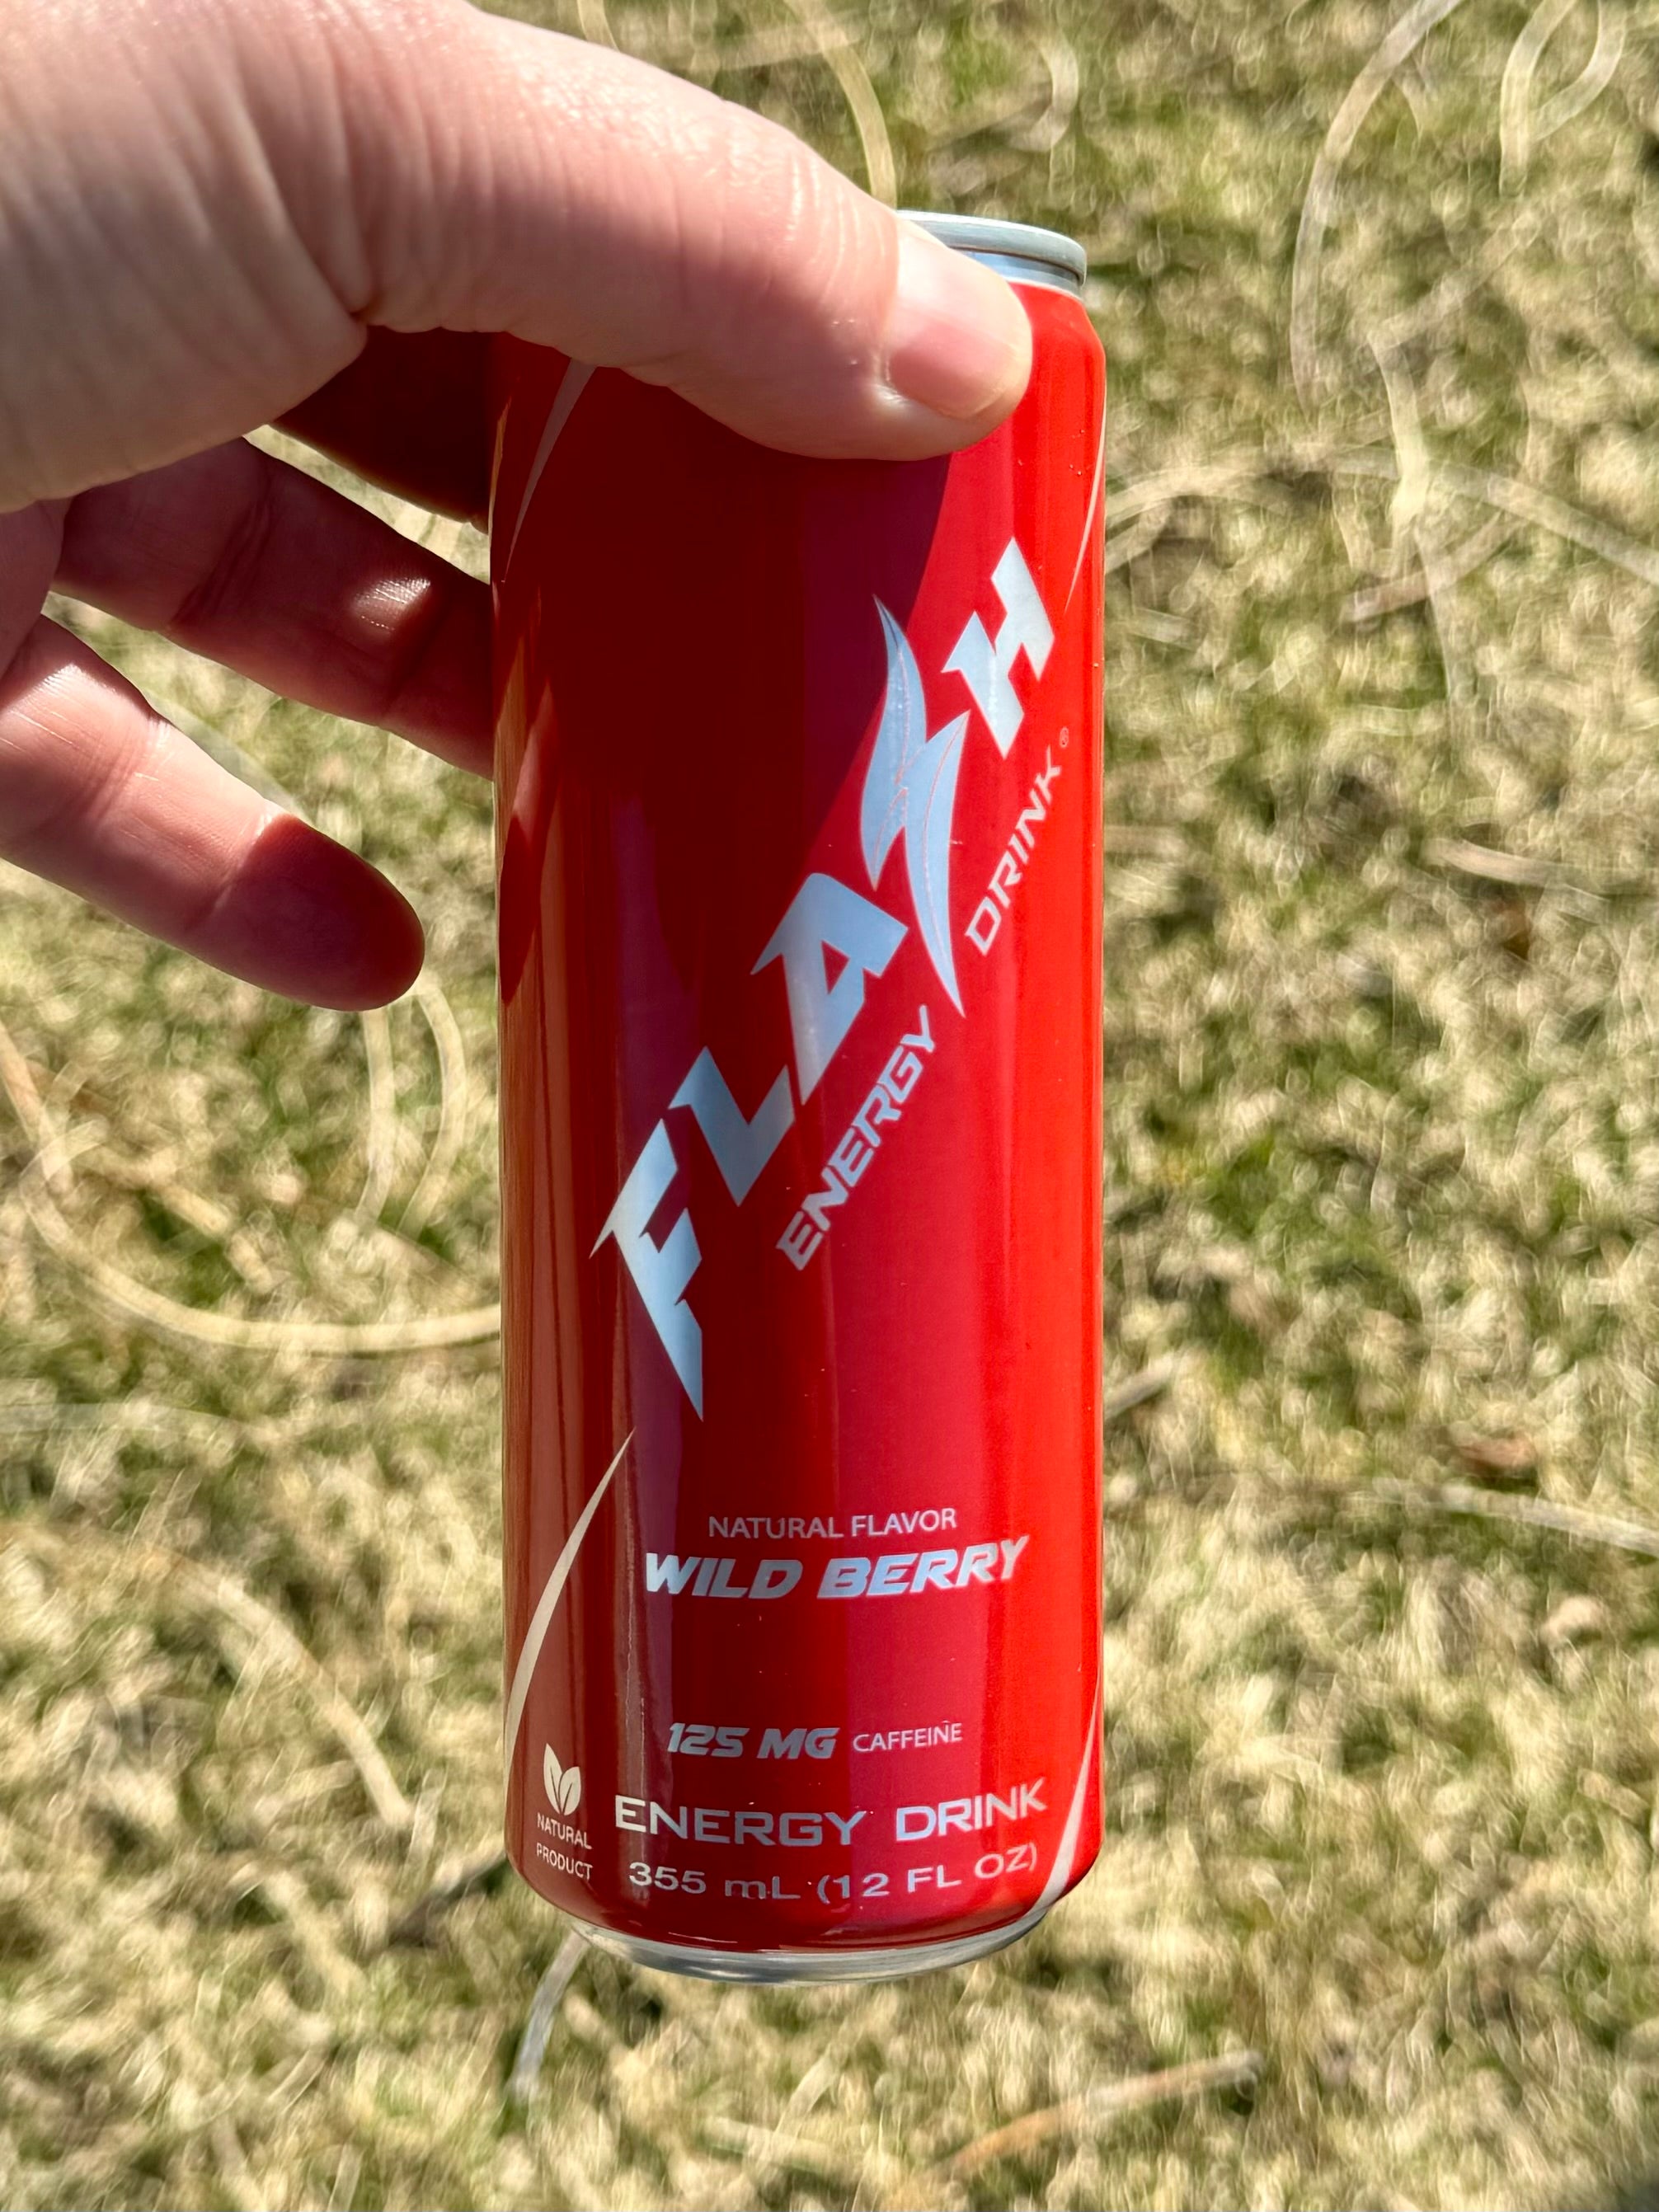 FLASH
ENERGY DRINK®
NATURAL FLAVOR
WILD BERRY
125 MG CAFFEINE
NATURAL
PRODUCT
ENERGY DRINK
355 mL (12 FL OZ)